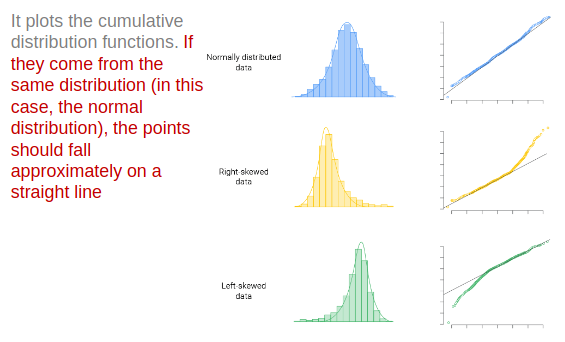 It plots the cumulative
distribution functions. If
they come from the
same distribution (in this
case, the normal
distribution), the points
should fall
approximately on a
straight line
Normally distributed
data
Right-skewed
data
Left-skewed
data